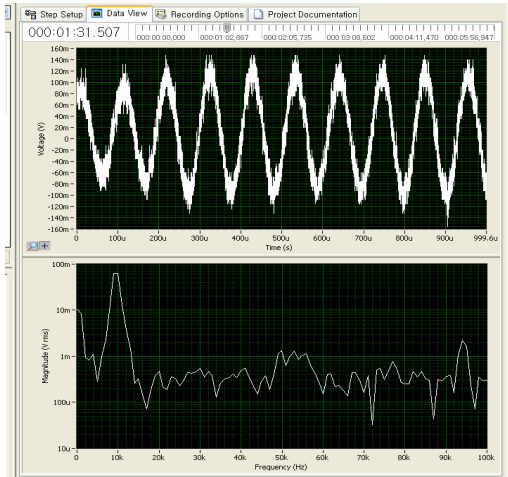 Step Setup Data View Recording Options Project Documentation
000:01:31.507 000:00:00,000 000:01:02,867 000:02:05,735 000:03:08,602 000:04:11,470 000:05:56,947
160m
140m
120m
100m
80m
60m
40m
20m
0
-20m
-40m
-60m
-80m
-100m
-120m
-140m
-160m
Voltage (V)
0 100u 200u 300u 400u 500u 600u 700u 800u 900u 999.6u
Time (s)
100m
10m
1m
100u
10u
Magnitude (V rms)
0 10k 20k 30k 40k 50k 60k 70k 80k 90k 100k
Frequency (Hz)